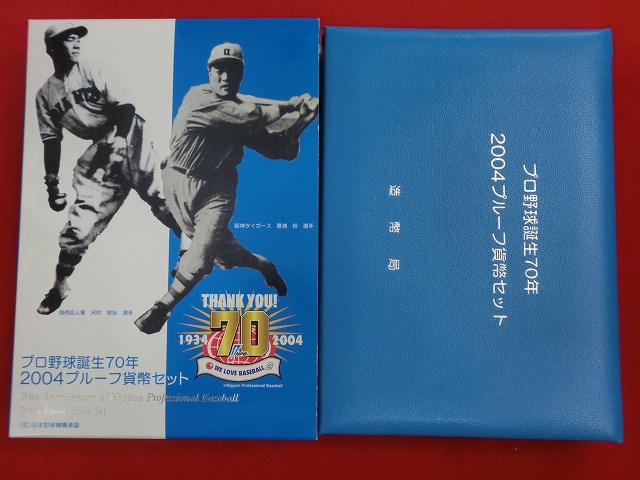 阪神タイガース 景浦 将 選手
読売巨人軍 沢村 栄治 選手
THANK YOU!
1934 70 2004
WE LOVE BASEBALL
©Nippon Professional Baseball
プロ野球誕生70年
2004プルーフ貨幣セット
70th Anniversary of Nippon Professional Baseball
2004 Proof Coin Set
(社)日本野球機構承認
プロ野球誕生70年
2004プルーフ貨幣セット
造幣局